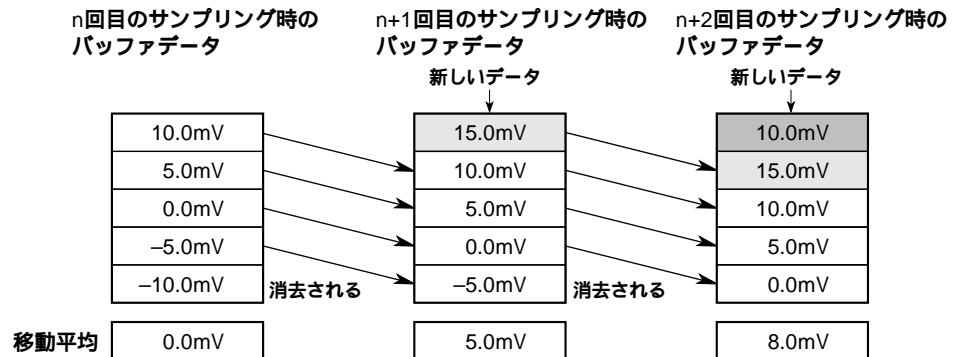 n回目のサンプリング時の
バッファデータ
n+1回目のサンプリング時の
バッファデータ
n+2回目のサンプリング時の
バッファデータ
新しいデータ
新しいデータ
10.0mV
5.0mV
0.0mV
–5.0mV
–10.0mV
消去される
15.0mV
10.0mV
5.0mV
0.0mV
–5.0mV
消去される
10.0mV
15.0mV
10.0mV
5.0mV
0.0mV
移動平均
0.0mV
5.0mV
8.0mV